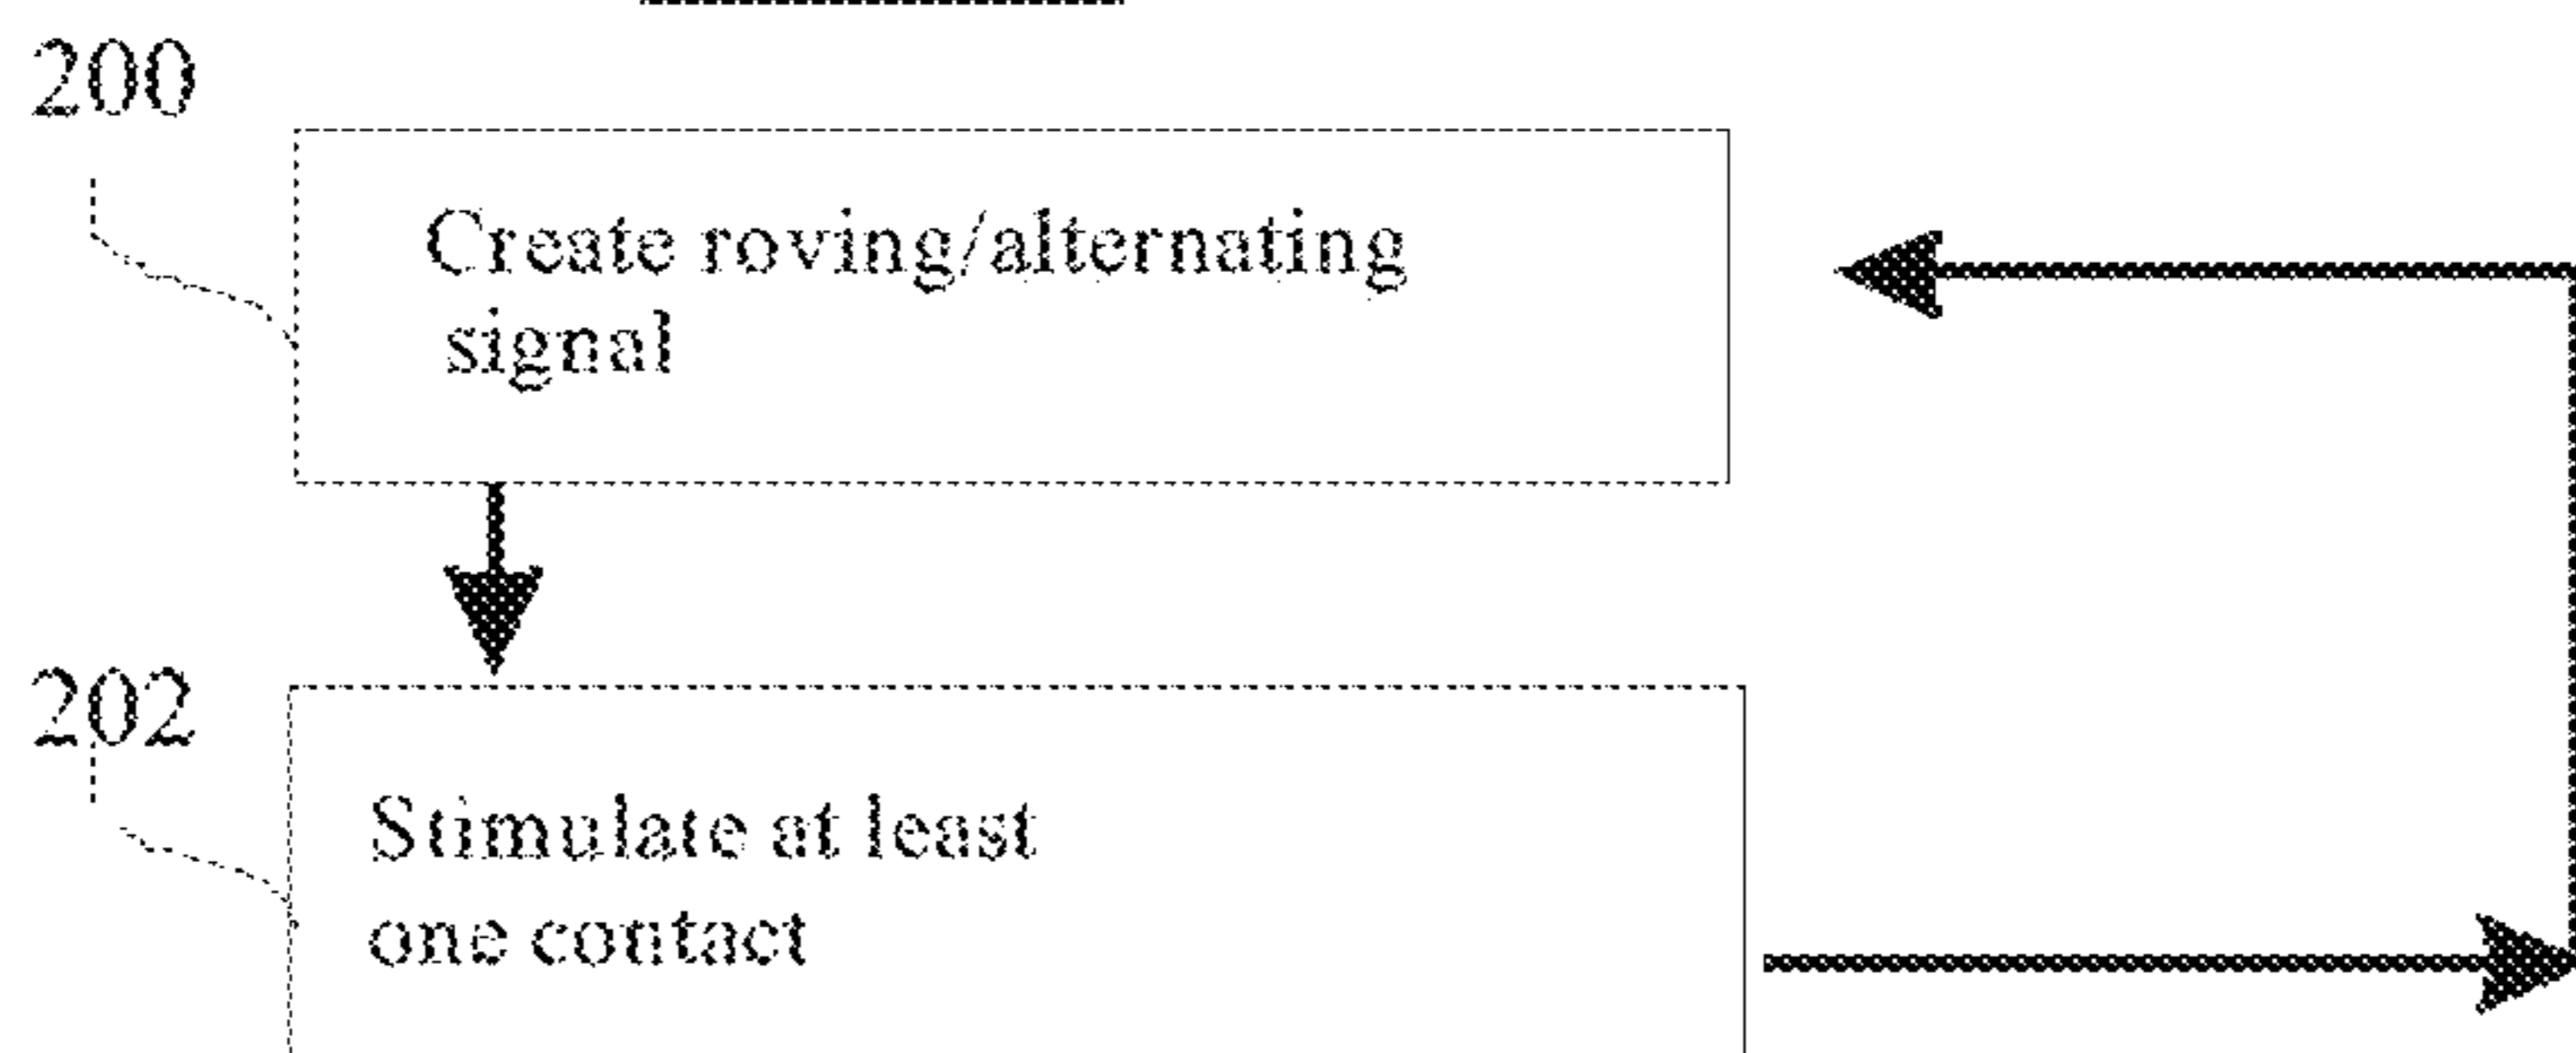 200
Create roving/alternating
signal
202
Stimulate at least
one contact